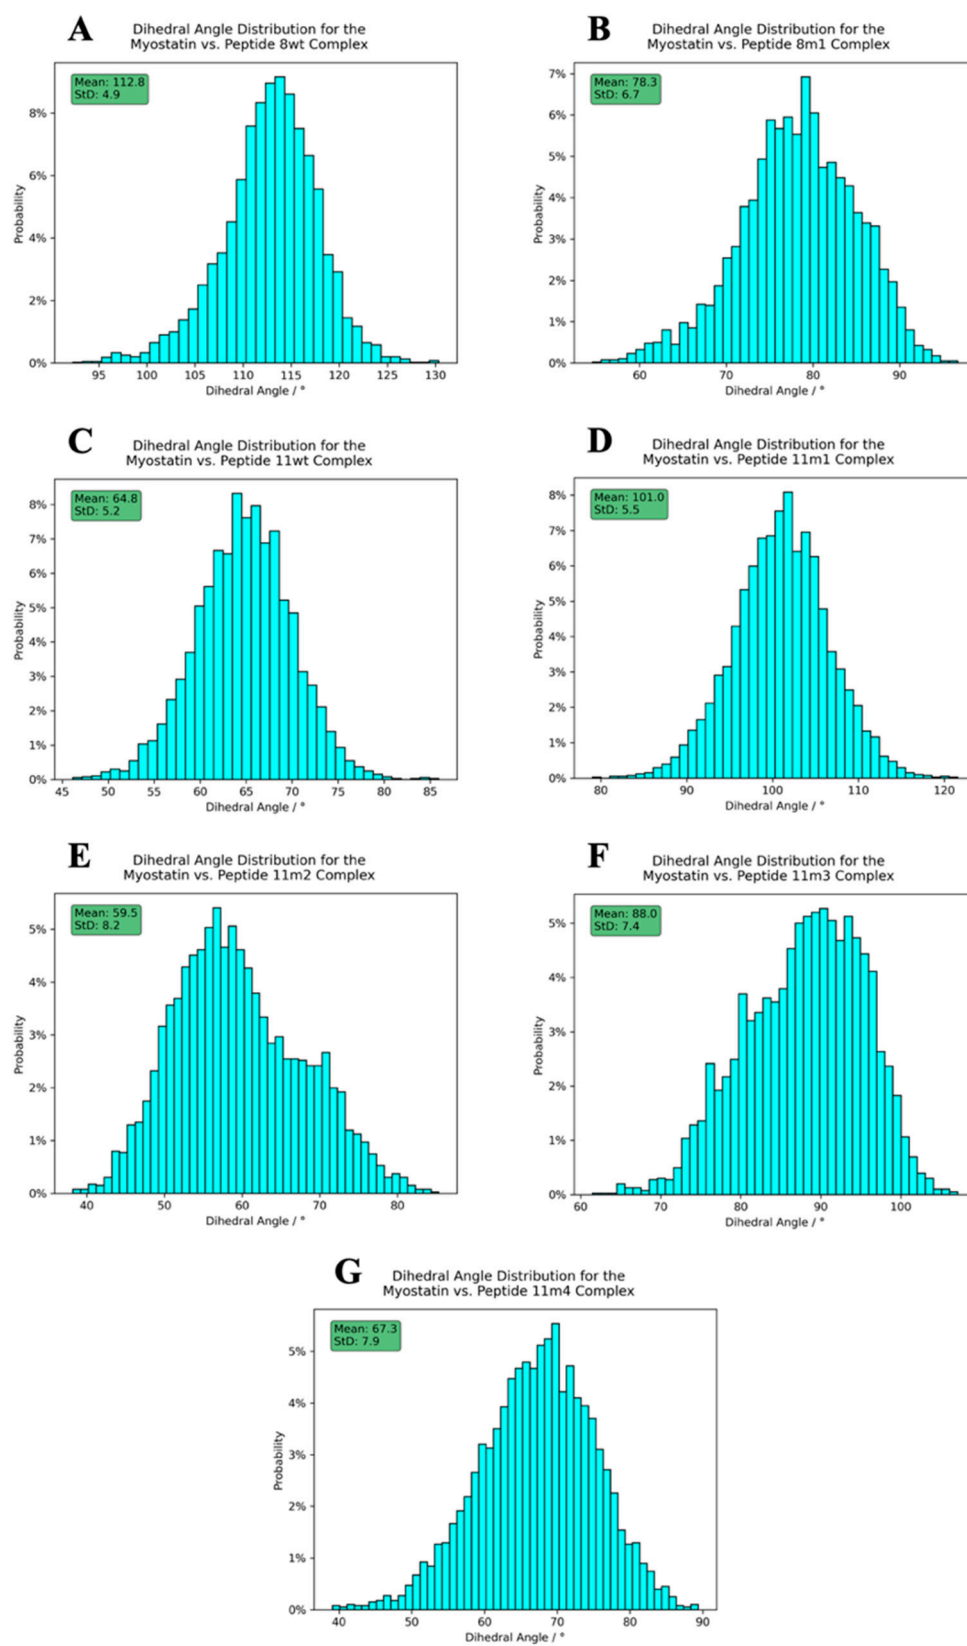 A
Dihedral Angle Distribution for the
Myostatin vs. Peptide 8wt Complex
Mean: 112.8
StD: 4.9
8%
6%
4%
2%
0%
Probability
95 100 105 110 115 120 125 130
Dihedral Angle / °
B
Dihedral Angle Distribution for the
Myostatin vs. Peptide 8m1 Complex
Mean: 78.3
StD: 6.7
7%
6%
5%
4%
3%
2%
1%
0%
Probability
60 70 80 90
Dihedral Angle / °
C
Dihedral Angle Distribution for the
Myostatin vs. Peptide 11wt Complex
Mean: 64.8
StD: 5.2
8%
7%
6%
5%
4%
3%
2%
1%
0%
Probability
45 50 55 60 65 70 75 80 85
Dihedral Angle / °
D
Dihedral Angle Distribution for the
Myostatin vs. Peptide 11m1 Complex
Mean: 101.0
StD: 5.5
8%
7%
6%
5%
4%
3%
2%
1%
0%
Probability
80 90 100 110 120
Dihedral Angle / °
E
Dihedral Angle Distribution for the
Myostatin vs. Peptide 11m2 Complex
Mean: 59.5
StD: 8.2
5%
4%
3%
2%
1%
0%
Probability
40 50 60 70 80
Dihedral Angle / °
F
Dihedral Angle Distribution for the
Myostatin vs. Peptide 11m3 Complex
Mean: 88.0
StD: 7.4
5%
4%
3%
2%
1%
0%
Probability
60 70 80 90 100
Dihedral Angle / °
G
Dihedral Angle Distribution for the
Myostatin vs. Peptide 11m4 Complex
Mean: 67.3
StD: 7.9
5%
4%
3%
2%
1%
0%
Probability
40 50 60 70 80 90
Dihedral Angle / °